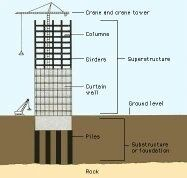 Crane and crane tower
Columns
Girders
Superstructure
Curtain
wall
Ground level
Piles
Substructure
or foundation
Rock